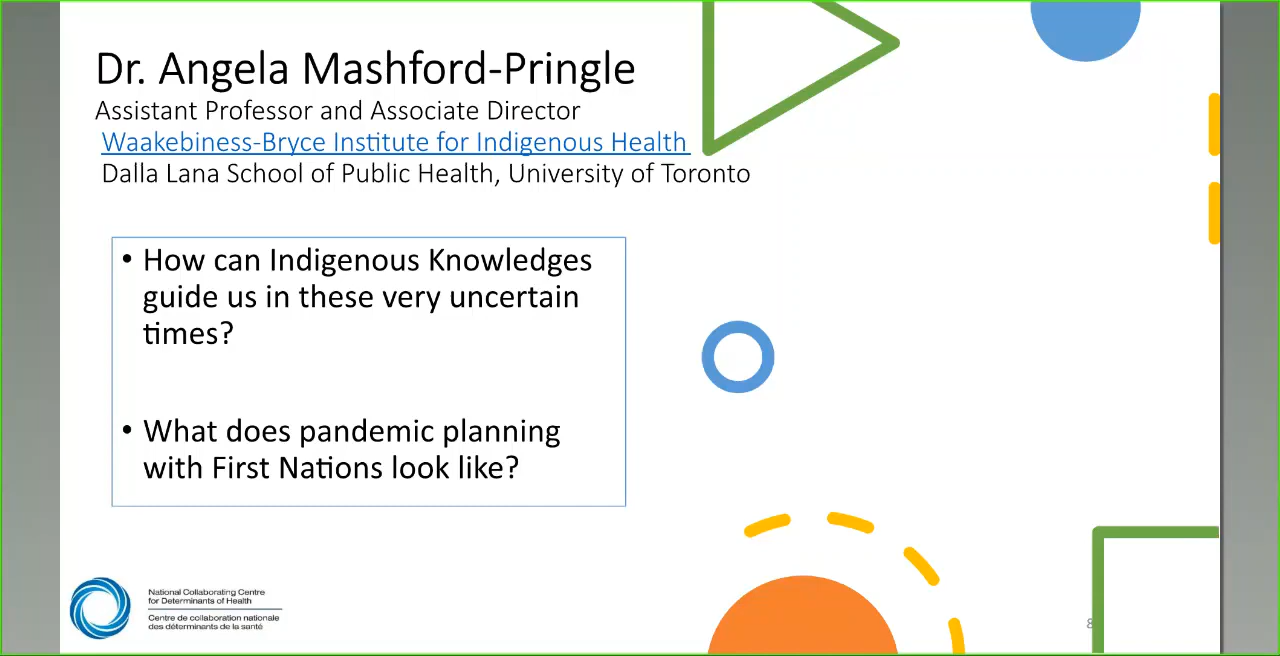 Dr. Angela Mashford-Pringle
Assistant Professor and Associate Director
Waakebiness-Bryce Institute for Indigenous Health
Dalla Lana School of Public Health, University of Toronto
• How can Indigenous Knowledges
guide us in these very uncertain
times?
• What does pandemic planning
with First Nations look like?
National Collaborating Centre
for Determinants of Health
Centre de collaboration nationale
des déterminants de la santé
8